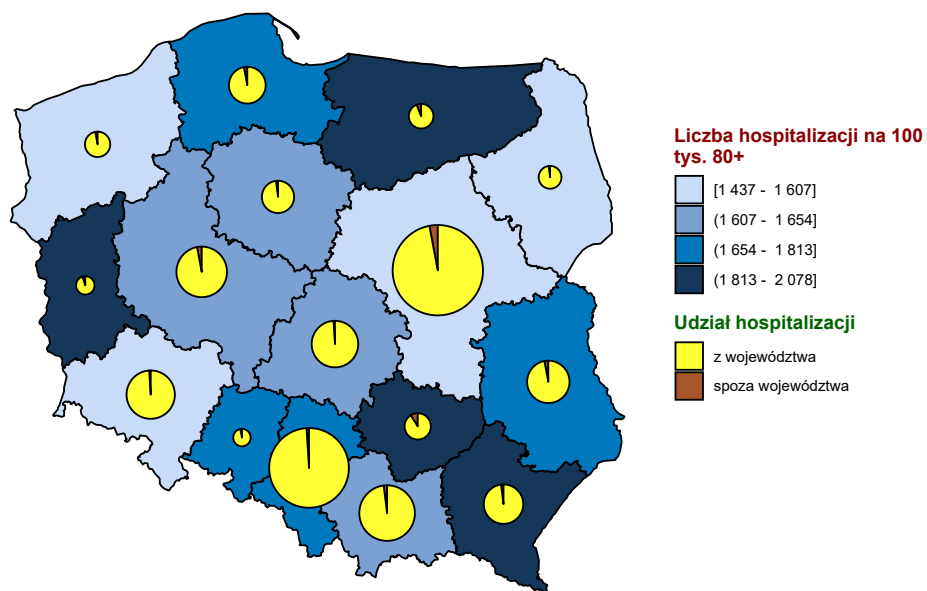 Liczba hospitalizacji na 100
tys. 80+
[1 437 - 1 607]
(1 607 - 1 654]
(1 654 - 1 813]
(1 813 - 2 078]
Udział hospitalizacji
z województwa
spoza województwa